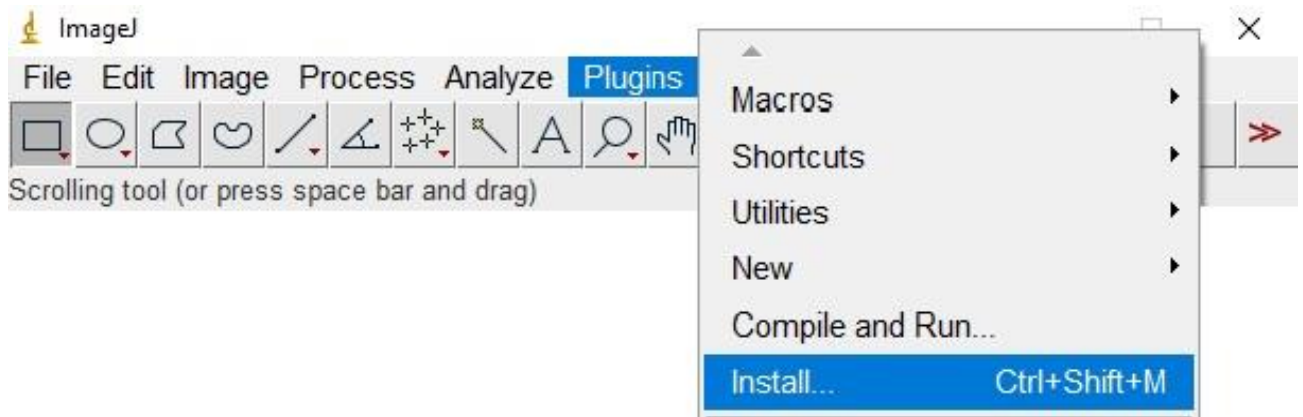 ImageJ
File Edit Image Process Analyze Plugins
Scrolling tool (or press space bar and drag)
Macros
Shortcuts
Utilities
New
Compile and Run...
Install... Ctrl+Shift+M